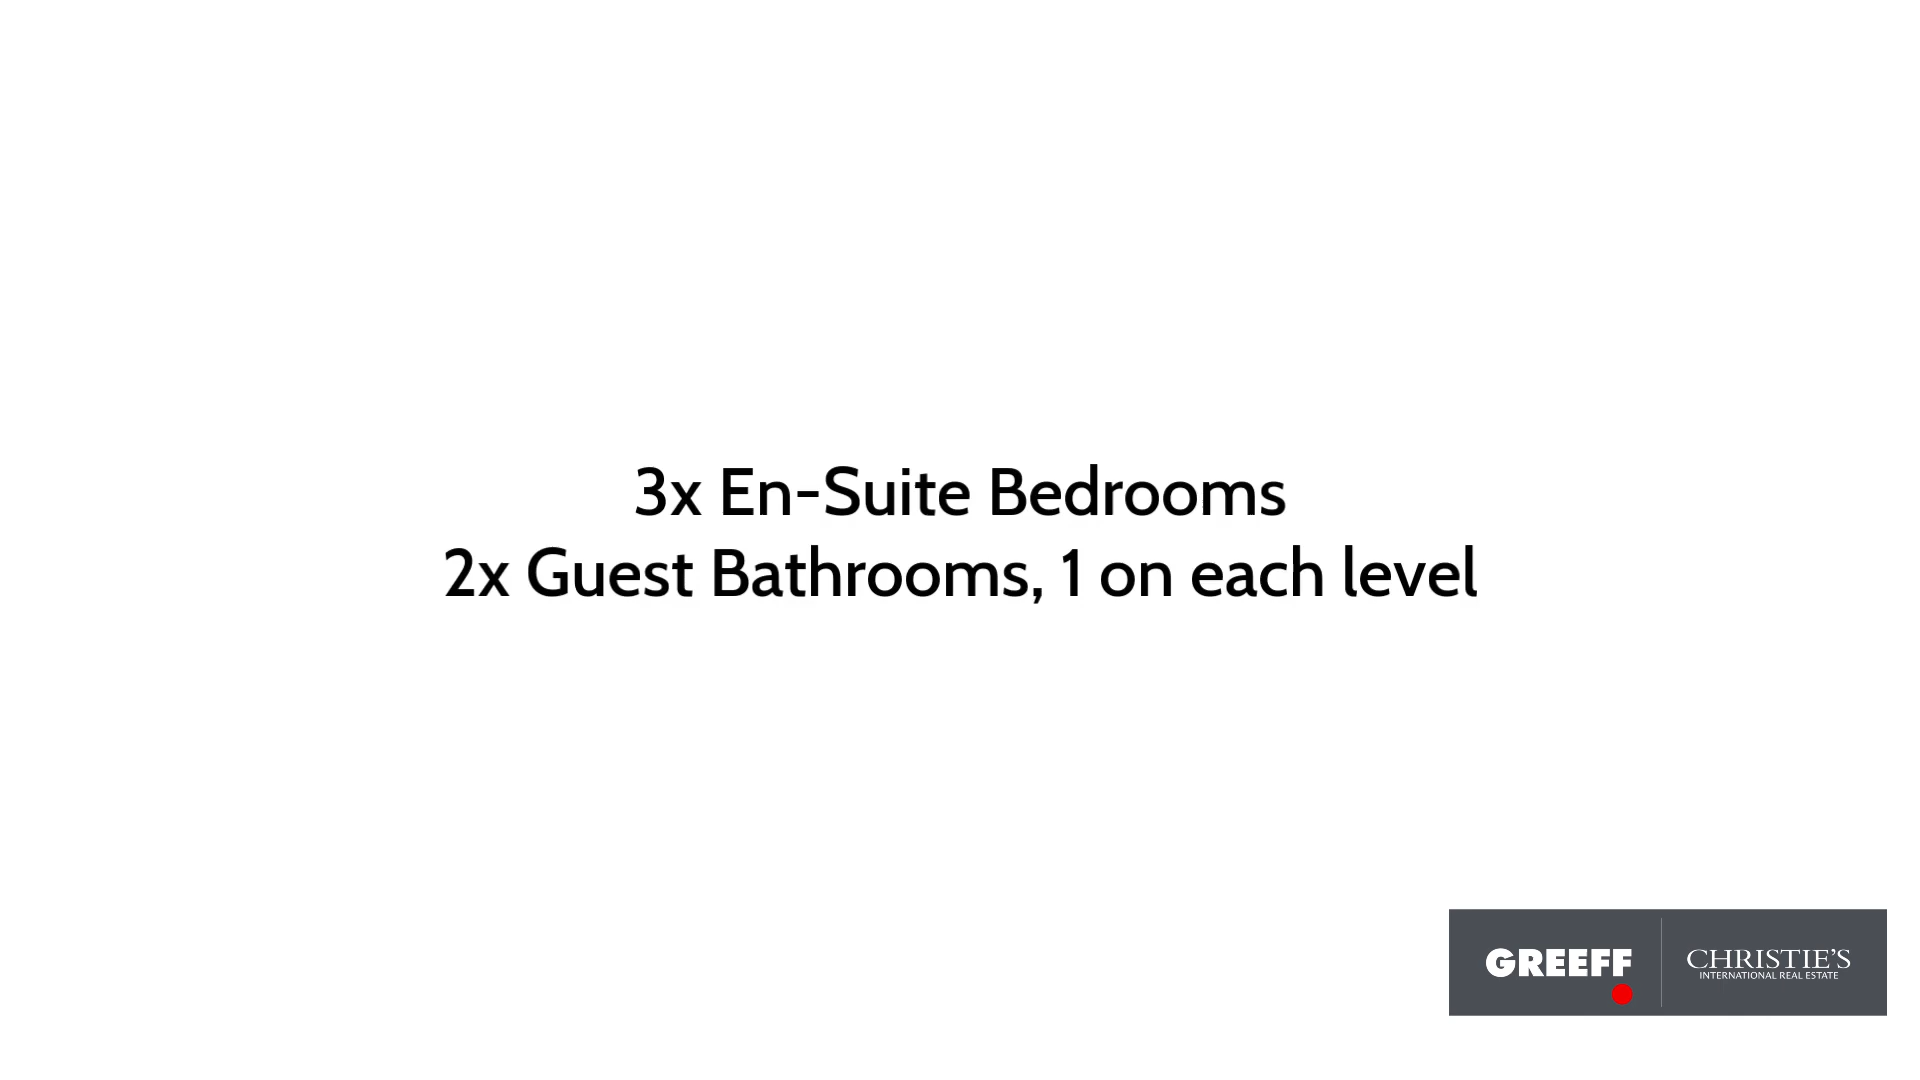 3x En-Suite Bedrooms
2x Guest Bathrooms, 1 on each level
GREEFF
CHRISTIE'S
INTERNATIONAL REAL ESTATE